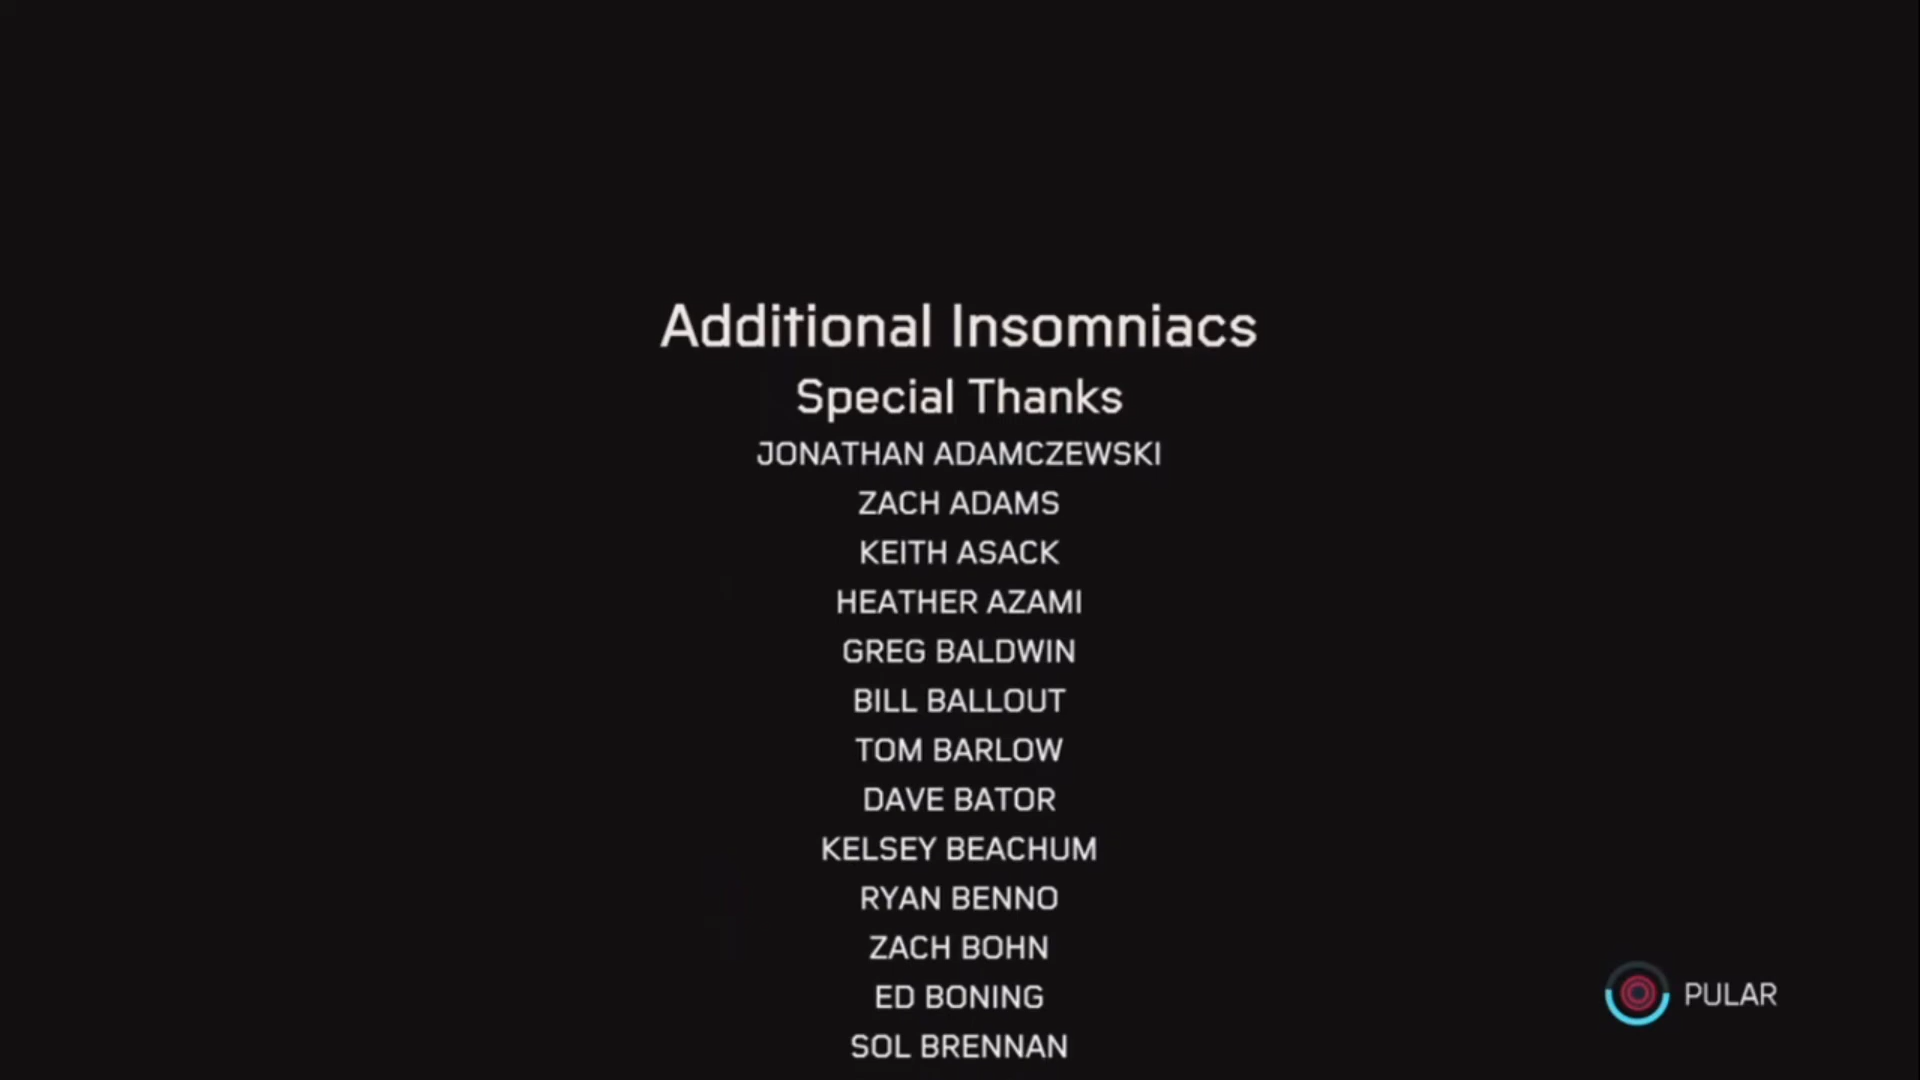 Additional Insomniacs
Special Thanks
JONATHAN ADAMCZEWSKI
ZACH ADAMS
KEITH ASACK
HEATHER AZAMI
GREG BALDWIN
BILL BALLOUT
TOM BARLOW
DAVE BATOR
KELSEY BEACHUM
RYAN BENNO
ZACH BOHN
ED BONING
SOL BRENNAN
PULAR